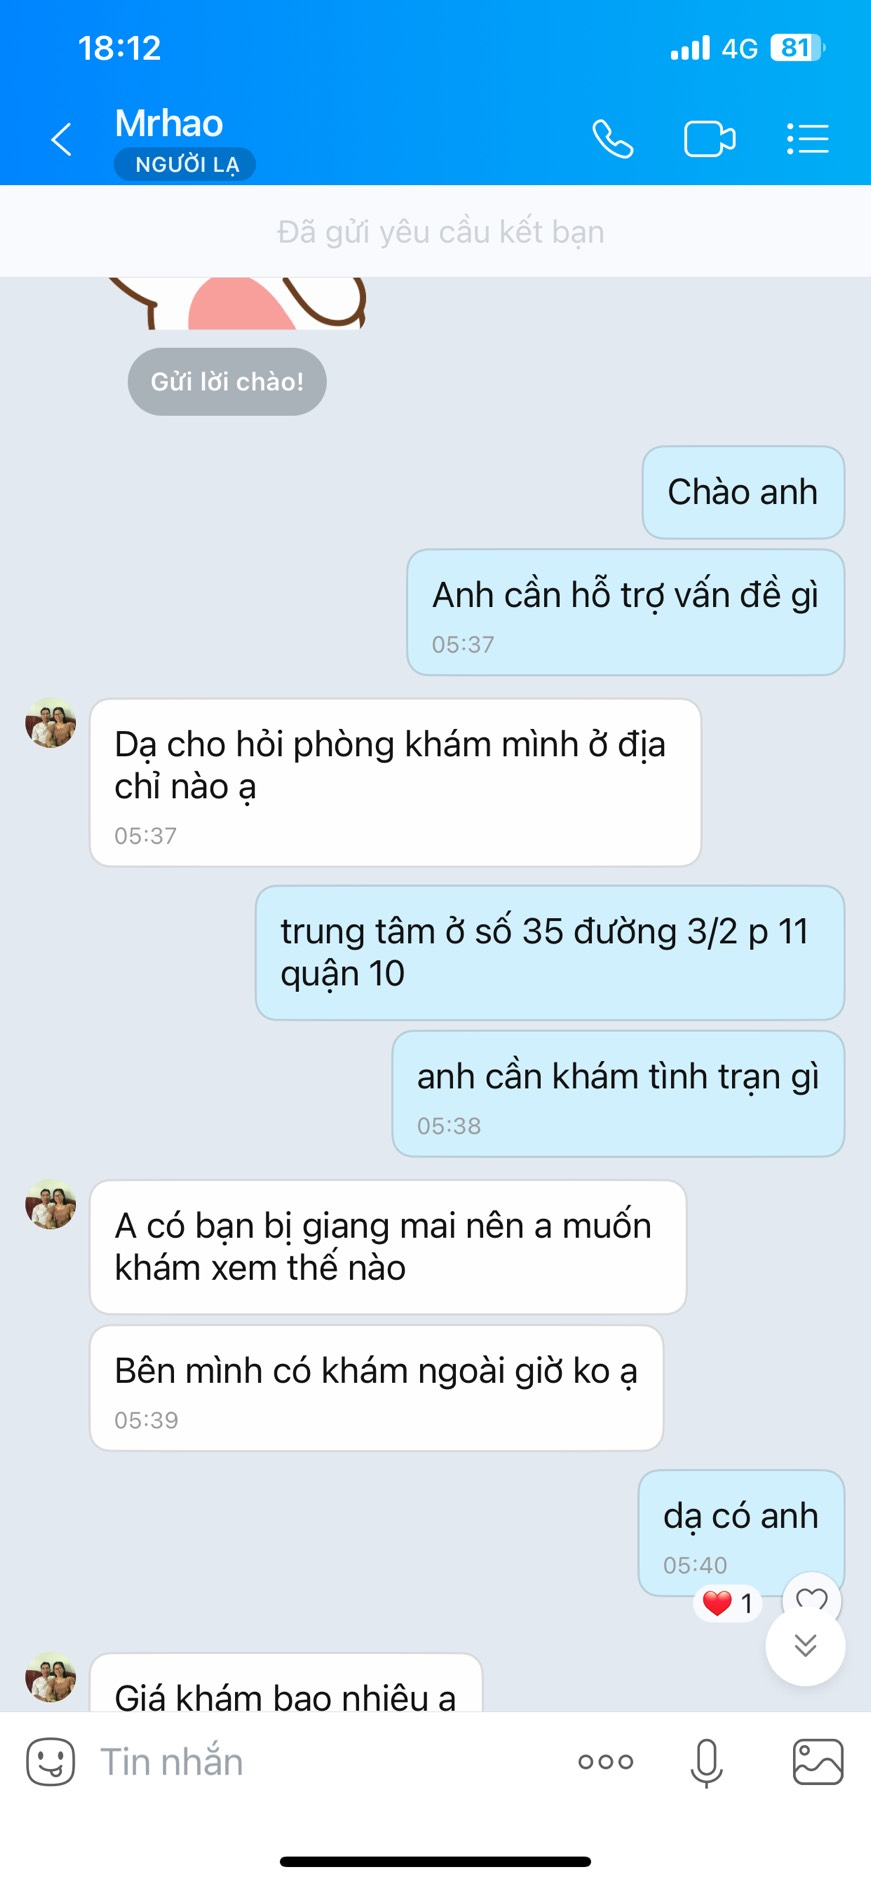 18:12
4G 81
Mrhao
NGƯỜI LẠ
Đã gửi yêu cầu kết bạn
Gửi lời chào!
Chào anh
Anh cần hỗ trợ vấn đề gì
05:37
Dạ cho hỏi phòng khám mình ở địa
chỉ nào ạ
05:37
trung tâm ở số 35 đường 3/2 p 11
quận 10
anh cần khám tình trạn gì
05:38
A có bạn bị giang mai nên a muốn
khám xem thế nào
Bên mình có khám ngoài giờ ko ạ
05:39
dạ có anh
05:40
1
Giá khám bao nhiêu a
Tin nhắn